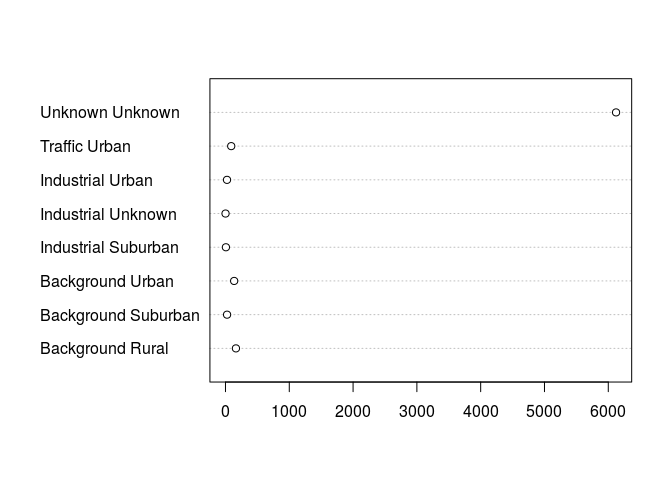 Unknown Unknown
Traffic Urban
Industrial Urban
Industrial Unknown
Industrial Suburban
Background Urban
Background Suburban
Background Rural
0 1000 2000 3000 4000 5000 6000